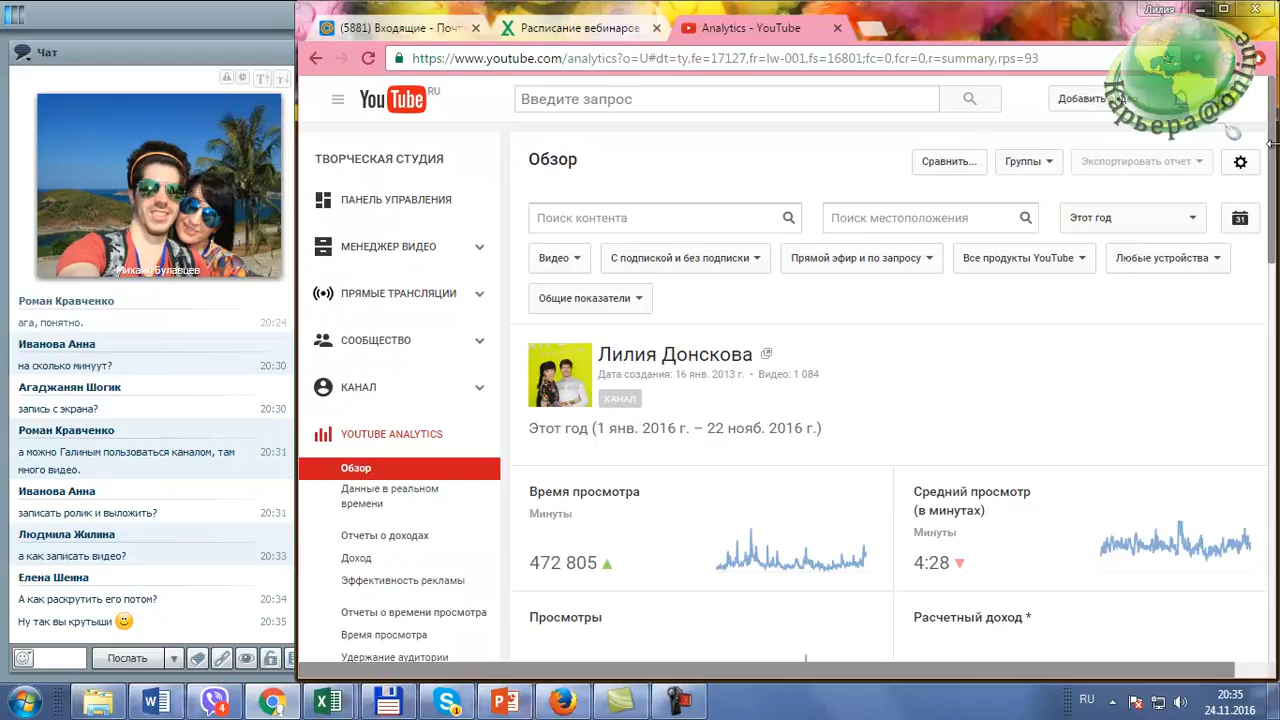 Чат
Михаил Булавцев
Роман Кравченко
ага, понятно.
20:24
Иванова Анна
на сколько минуут?
20:30
Агаджанян Шогик
запись с экрана?
20:30
Роман Кравченко
а можно Галиным пользоваться каналом, там
много видео.
20:31
Иванова Анна
записать ролик и выложить?
20:31
Людмила Жилина
а как записать видео?
20:33
Елена Шеина
А как раскрутить его потом?
20:34
Ну так вы крутыши
20:35
Послать
Лилия
(5881) Входящие - Почт
Расписание вебинаров
Analytics - YouTube
https://www.youtube.com/analytics?o=U#dt=ty,fe=17127,fr=lw-001,fs=16801;fc=0,fcr=0,r=summary,rps=93
Карьера@online
YouTube RU
Введите запрос
Добавить
ТВОРЧЕСКАЯ СТУДИЯ
ПАНЕЛЬ УПРАВЛЕНИЯ
МЕНЕДЖЕР ВИДЕО
ПРЯМЫЕ ТРАНСЛЯЦИИ
СООБЩЕСТВО
КАНАЛ
YOUTUBE ANALYTICS
Обзор
Данные в реальном
времени
Отчеты о доходах
Доход
Эффективность рекламы
Отчеты о времени просмотра
Время просмотра
Удержание аудитории
Обзор
Сравнить...
Группы
Экспортировать отчет
Поиск контента
Поиск местоположения
Этот год
31
Видео
С подпиской и без подписки
Прямой эфир и по запросу
Все продукты YouTube
Любые устройства
Общие показатели
Лилия Донскова
Дата создания: 16 янв. 2013 г. • Видео: 1 084
КАНАЛ
Этот год (1 янв. 2016 г. – 22 нояб. 2016 г.)
Время просмотра
Минуты
472 805
Средний просмотр
(в минутах)
Минуты
4:28
Просмотры
Расчетный доход *
4
RU
20:35
24.11.2016